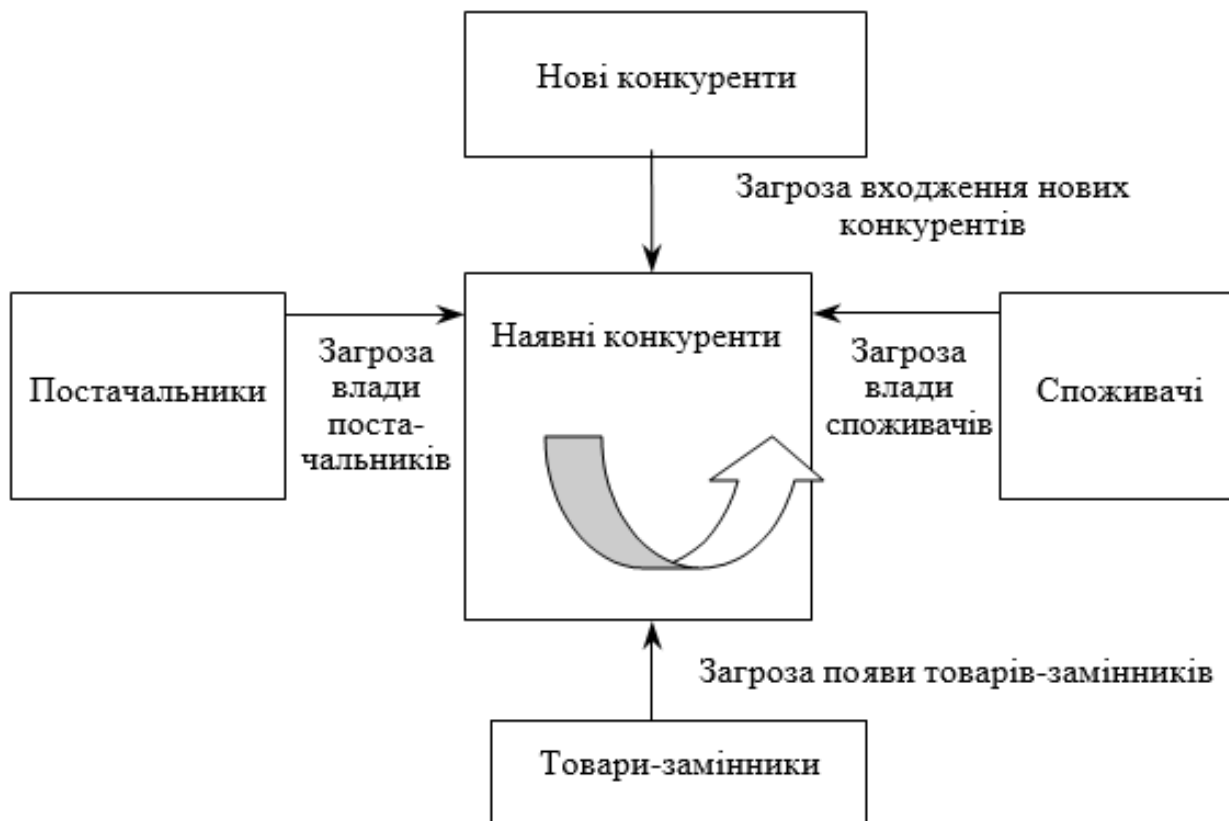 Нові конкуренти
Загроза входження нових
конкурентів
Постачальники
Загроза
влади
поста-
чальників
Наявні конкуренти
Загроза
влади
споживачів
Споживачі
Загроза появи товарів-замінників
Товари-замінники